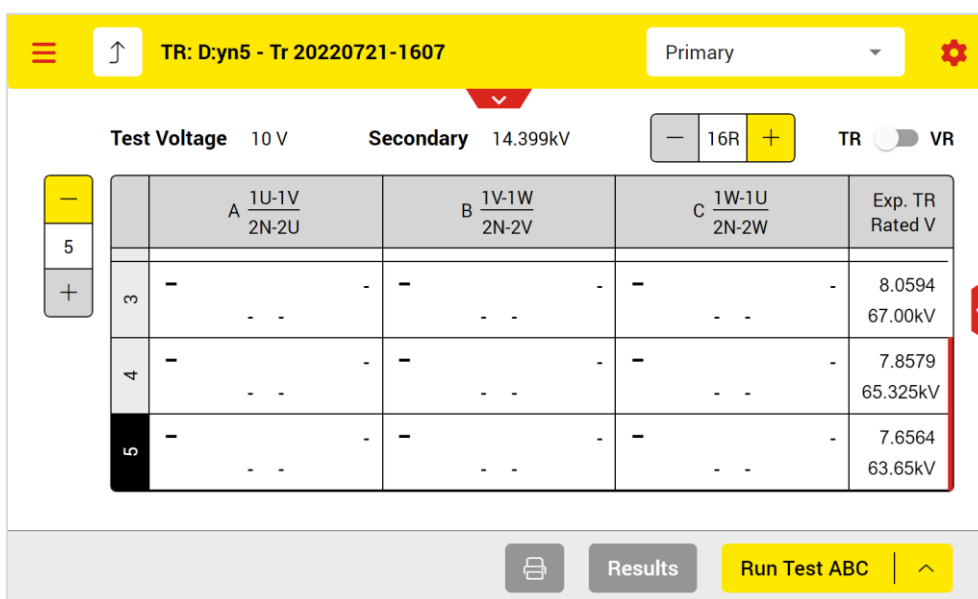 TR: D:yn5 - Tr 20220721-1607 Primary
Test Voltage 10 V Secondary 14.399kV − 16R + TR VR
−
5
+
A 1U-1V B 1V-1W C 1W-1U Exp. TR
2N-2U 2N-2V 2N-2W Rated V
3 – - – - – - 8.0594
- - - - - - 67.00kV
4 – - – - – - 7.8579
- - - - - - 65.325kV
5 – - – - – - 7.6564
- - - - - - 63.65kV
Results Run Test ABC